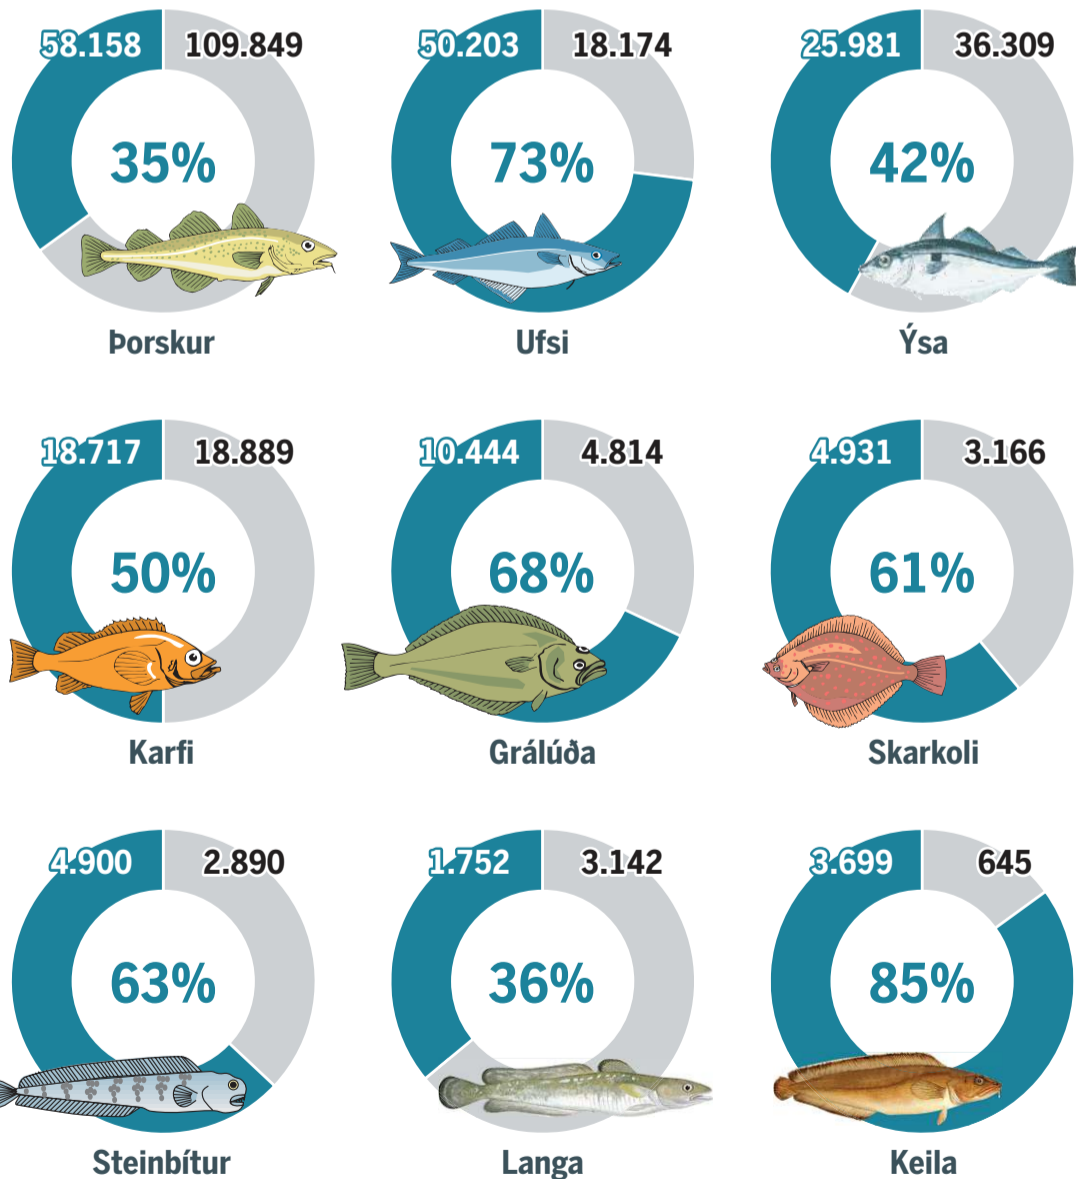 58.158 109.849
35%
Þorskur
50.203 18.174
73%
Ufsi
25.981 36.309
42%
Ýsa
18.717 18.889
50%
Karfi
10.444 4.814
68%
Grálúða
4.931 3.166
61%
Skarkoli
4.900 2.890
63%
Steinbítur
1.752 3.142
36%
Langa
3.699 645
85%
Keila